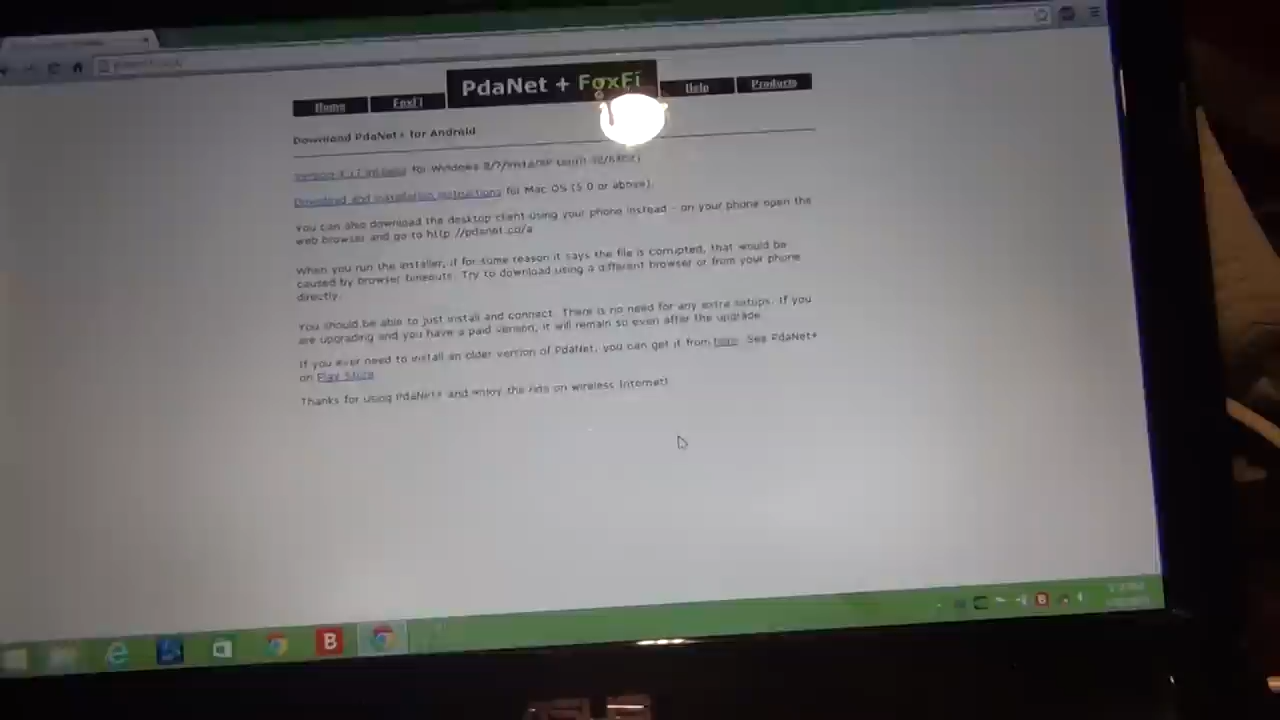 PdaNet + FoxFi
Home
FoxFi
Help
Products
Download PdaNet+ for Android
for Windows 8/7/
Download and installation instructions for Mac OS (5.0 or above).
You can also download the desktop client using your phone instead - on your phone open the
web browser and go to http://pdanet.co/a
When you run the installer, if for some reason it says the file is corrupted, that would be
caused by browser timeouts. Try to download using a different browser or from your phone
directly.
You should be able to just install and connect. There is no need for any extra setups. If you
are upgrading and you have a paid version, it will remain so even after the upgrade.
If you ever need to install an older version of PdaNet, you can get it from here. See PdaNet+
on Play Store
Thanks for using PdaNet+ and enjoy the ride on wireless Internet!
B
B